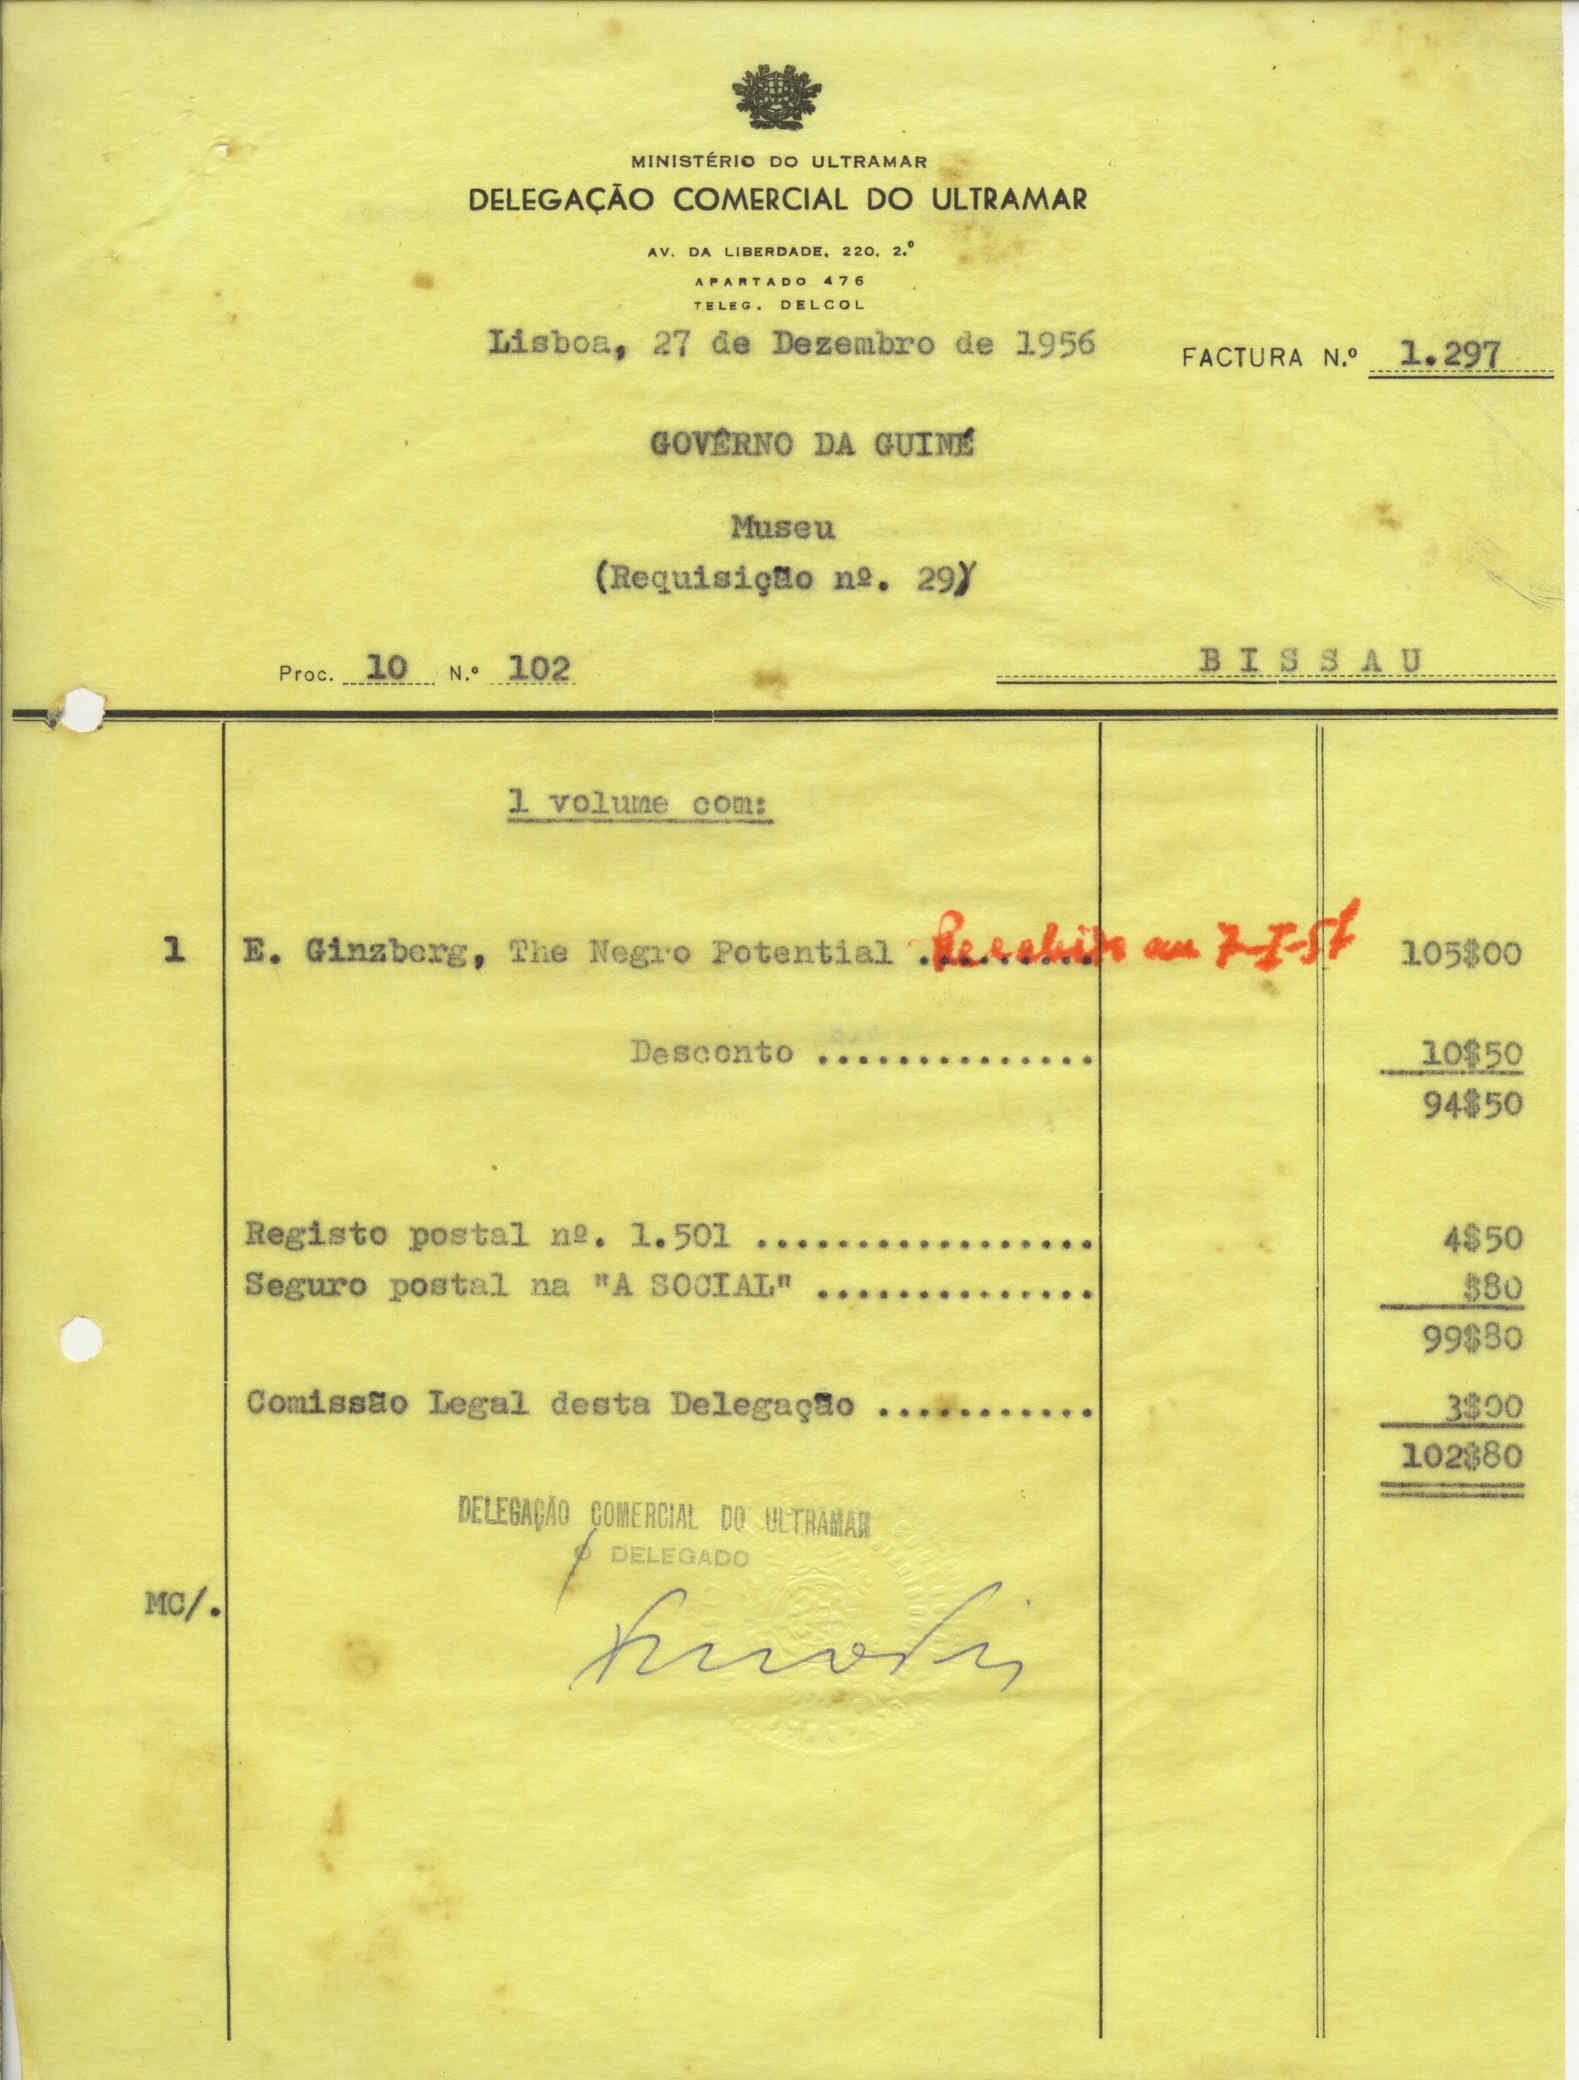 MINISTÉRIO DO ULTRAMAR
DELEGAÇÃO COMERCIAL DO ULTRAMAR
AV. DA LIBERDADE, 220, 2.º
APARTADO 476
TELEG. DELCOL
Lisboa, 27 de Dezembro de 1956
FACTURA N.º 1.297
GOVÊRNO DA GUINÉ
Museu
(Requisição nº. 29)
Proc. 10 N.º 102
BISSAU
1 volume com:
1 E. Ginzberg, The Negro Potential ......... Recebido em 7-I-57 105$00
Desconto .............. 10$50
94$50
Registo postal nº. 1.501 ................. 4$50
Seguro postal na "A SOCIAL" .............. $80
99$80
Comissão Legal desta Delegação ........... 3$00
102$80
DELEGAÇÃO COMERCIAL DO ULTRAMAR
O DELEGADO
MC/.